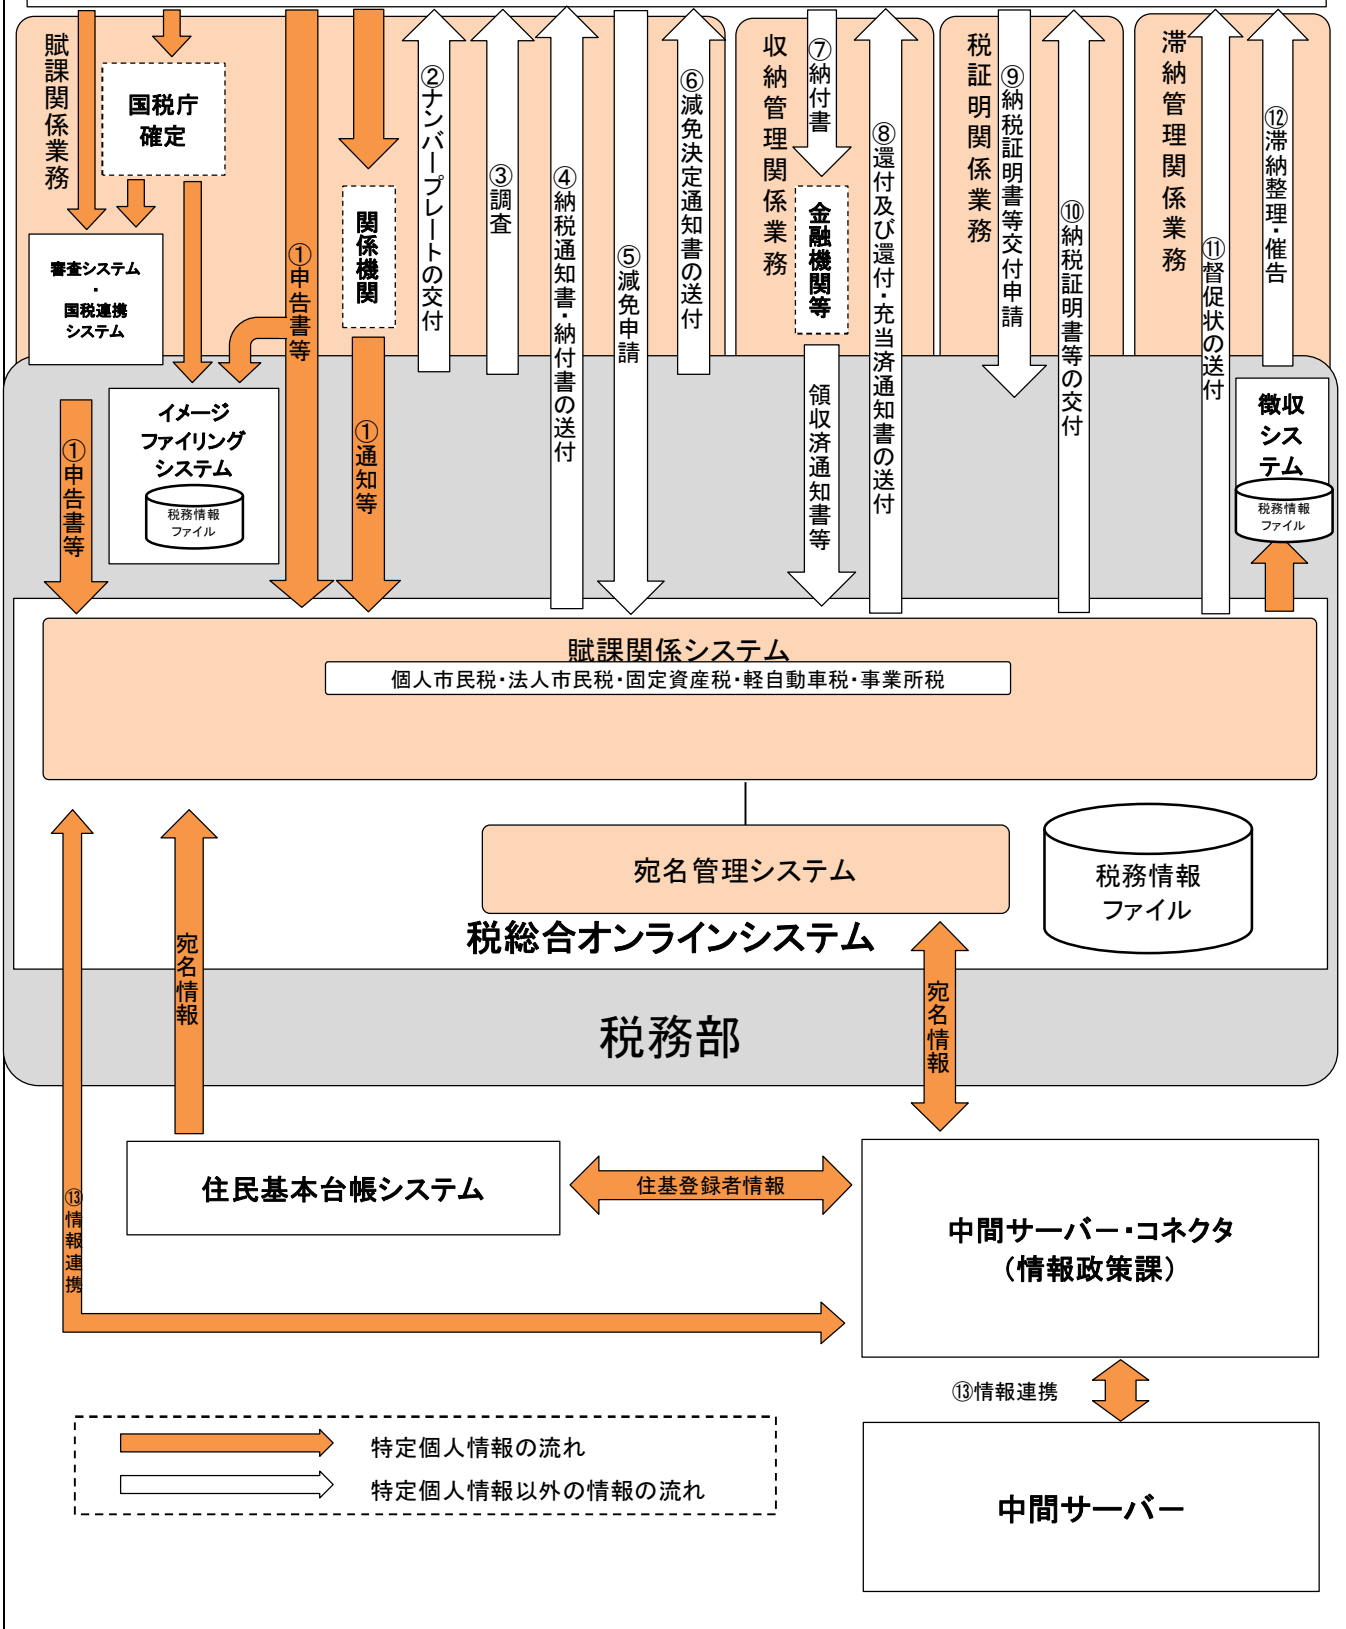 賦課関係業務
国税庁
確定
審査システム
・
国税連携
システム
①申告書等
関係機関
②ナンバープレートの交付
③調査
④納税通知書・納付書の送付
⑤減免申請
⑥減免決定通知書の送付
収納管理関係業務
⑦納付書
金融機関等
領収済通知書等
⑧還付及び還付・充当済通知書の送付
税証明関係業務
⑨納税証明書等交付申請
⑩納税証明書等の交付
滞納管理関係業務
⑪督促状の送付
⑫滞納整理・催告
徴収
シス
テム
税務情報
ファイル
①申告書等
イメージ
ファイリング
システム
税務情報
ファイル
①通知等
賦課関係システム
個人市民税・法人市民税・固定資産税・軽自動車税・事業所税
宛名管理システム
税務情報
ファイル
税総合オンラインシステム
宛名情報
宛名情報
税務部
⑬情報連携
住民基本台帳システム
住基登録者情報
中間サーバー・コネクタ
（情報政策課）
⑬情報連携
中間サーバー
特定個人情報の流れ
特定個人情報以外の情報の流れ